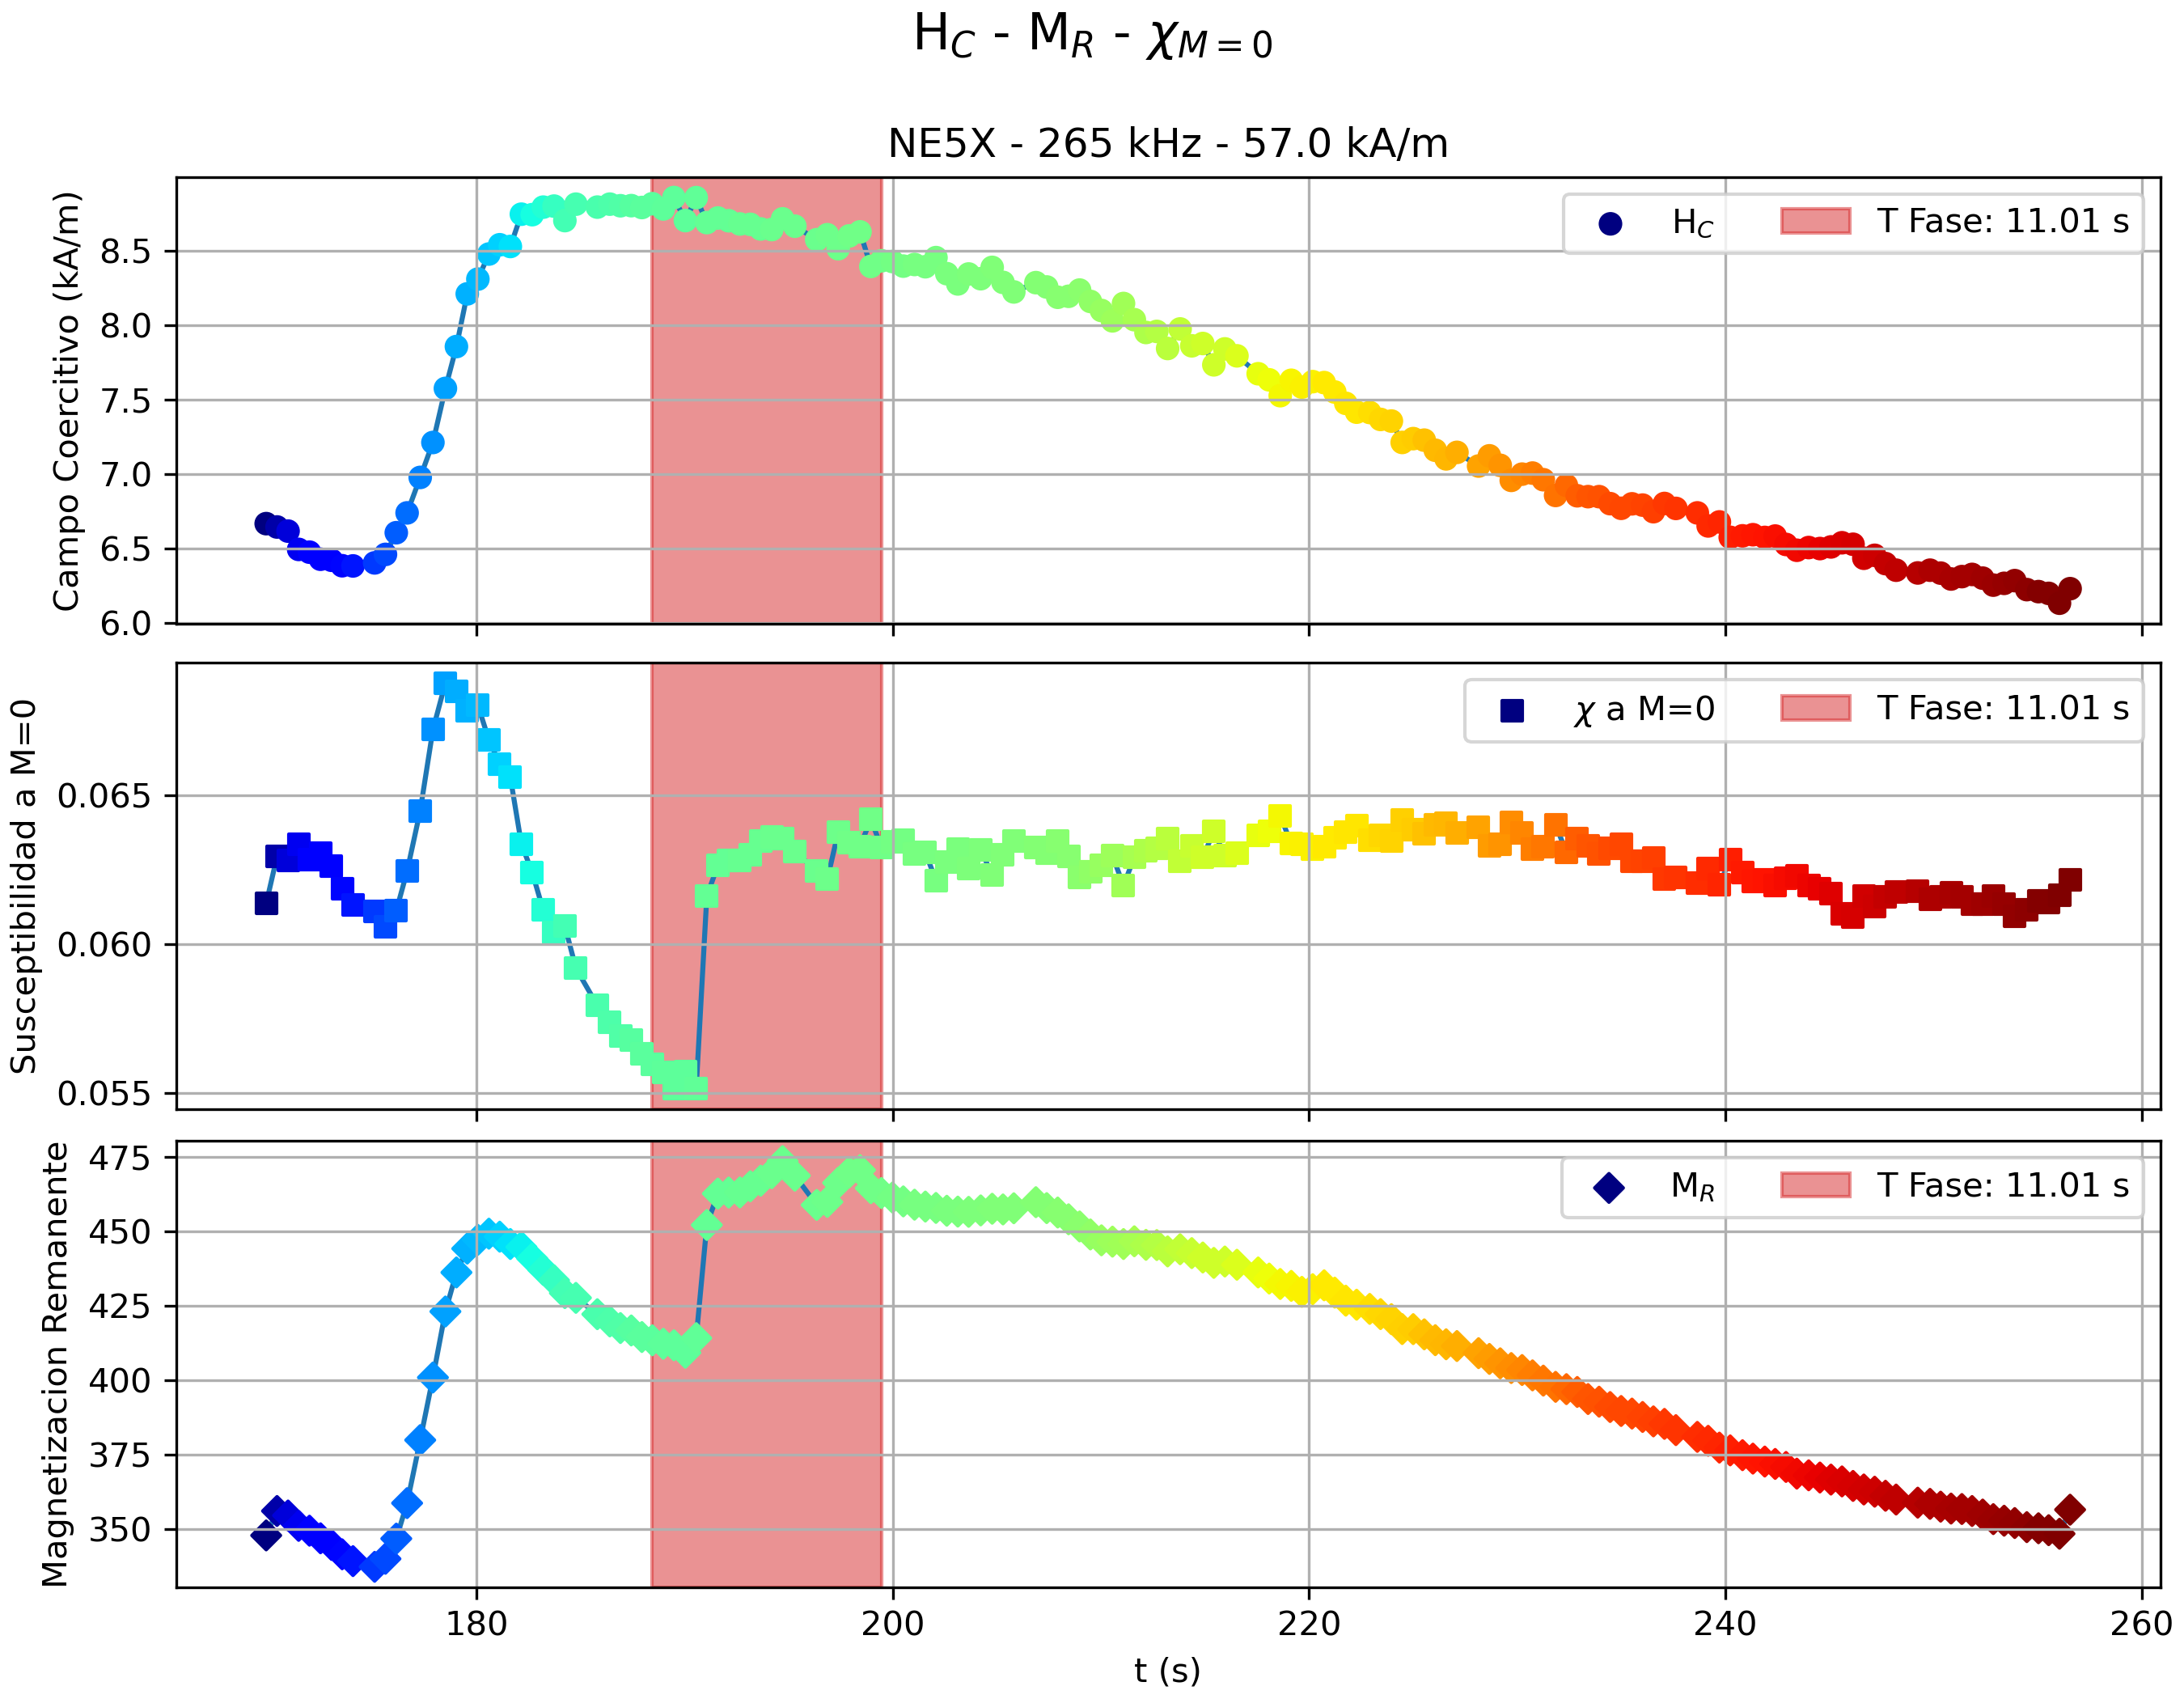 H_C - M_R - χ_{M=0}
NE5X - 265 kHz - 57.0 kA/m
Campo Coercitivo (kA/m)
8.5
8.0
7.5
7.0
6.5
6.0
H_C
T Fase: 11.01 s
Susceptibilidad a M=0
0.065
0.060
0.055
χ a M=0
T Fase: 11.01 s
Magnetizacion Remanente
475
450
425
400
375
350
M_R
T Fase: 11.01 s
180 200 220 240 260
t (s)